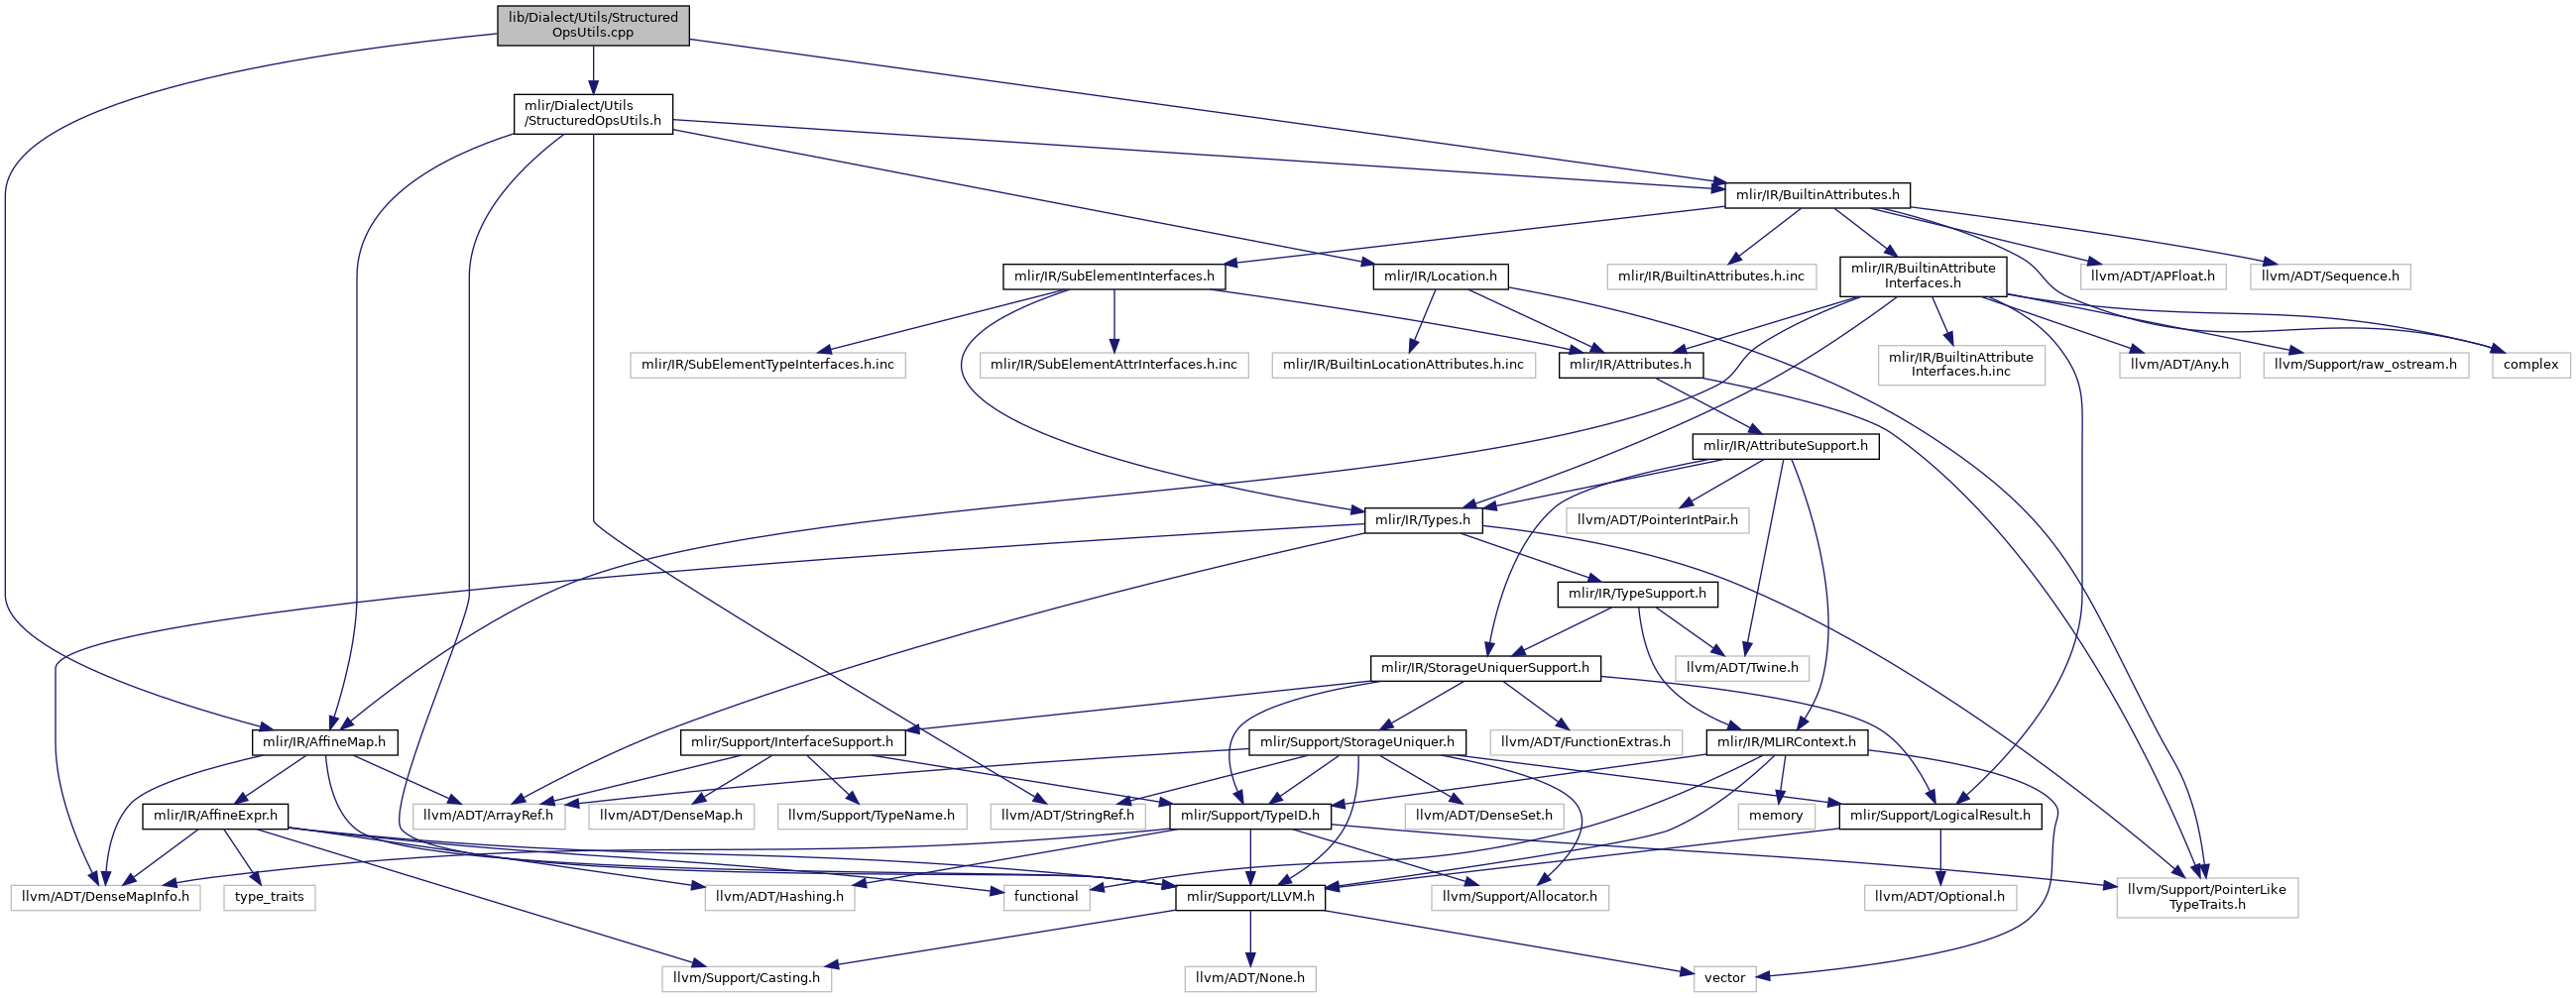 lib/Dialect/Utils/Structured
OpsUtils.cpp
mlir/Dialect/Utils
/StructuredOpsUtils.h
mlir/IR/BuiltinAttributes.h
mlir/IR/SubElementInterfaces.h
mlir/IR/Location.h
mlir/IR/BuiltinAttributes.h.inc
mlir/IR/BuiltinAttribute
Interfaces.h
llvm/ADT/APFloat.h
llvm/ADT/Sequence.h
mlir/IR/SubElementTypeInterfaces.h.inc
mlir/IR/SubElementAttrInterfaces.h.inc
mlir/IR/BuiltinLocationAttributes.h.inc
mlir/IR/Attributes.h
mlir/IR/BuiltinAttribute
Interfaces.h.inc
llvm/ADT/Any.h
llvm/Support/raw_ostream.h
complex
mlir/IR/AttributeSupport.h
mlir/IR/Types.h
llvm/ADT/PointerIntPair.h
mlir/IR/TypeSupport.h
mlir/IR/StorageUniquerSupport.h
llvm/ADT/Twine.h
mlir/IR/AffineMap.h
mlir/Support/InterfaceSupport.h
mlir/Support/StorageUniquer.h
llvm/ADT/FunctionExtras.h
mlir/IR/MLIRContext.h
mlir/IR/AffineExpr.h
llvm/ADT/ArrayRef.h
llvm/ADT/DenseMap.h
llvm/Support/TypeName.h
llvm/ADT/StringRef.h
mlir/Support/TypeID.h
llvm/ADT/DenseSet.h
memory
mlir/Support/LogicalResult.h
llvm/ADT/DenseMapInfo.h
type_traits
llvm/ADT/Hashing.h
functional
mlir/Support/LLVM.h
llvm/Support/Allocator.h
llvm/ADT/Optional.h
llvm/Support/PointerLike
TypeTraits.h
llvm/Support/Casting.h
llvm/ADT/None.h
vector